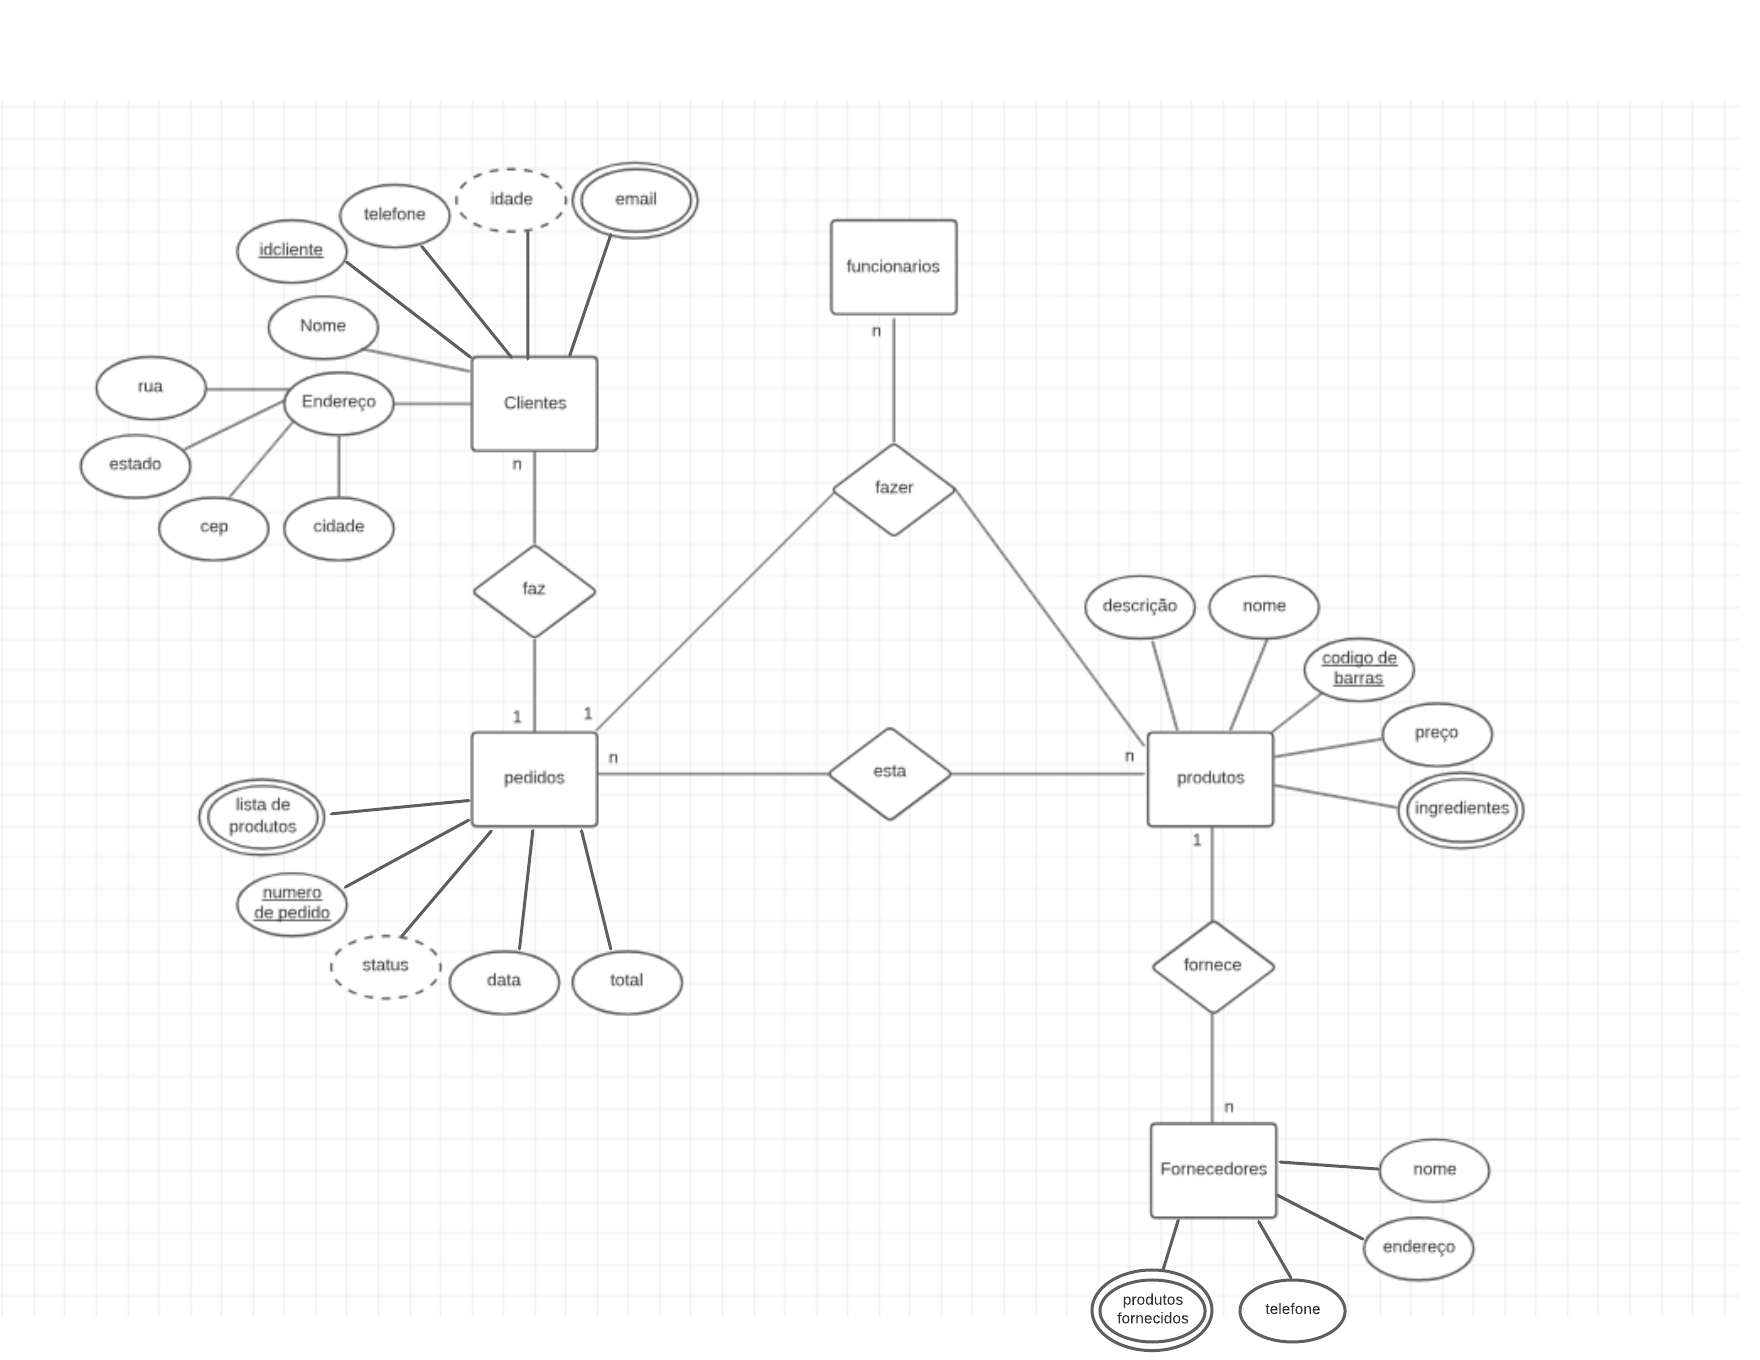 idade
email
telefone
idcliente
funcionarios
Nome
n
rua
Endereço
Clientes
estado
n
fazer
cep
cidade
faz
descrição
nome
codigo de
barras
1
1
preço
n
n
esta
pedidos
produtos
lista de
produtos
ingredientes
1
numero
de pedido
status
data
total
fornece
n
Fornecedores
nome
endereço
produtos
fornecidos
telefone